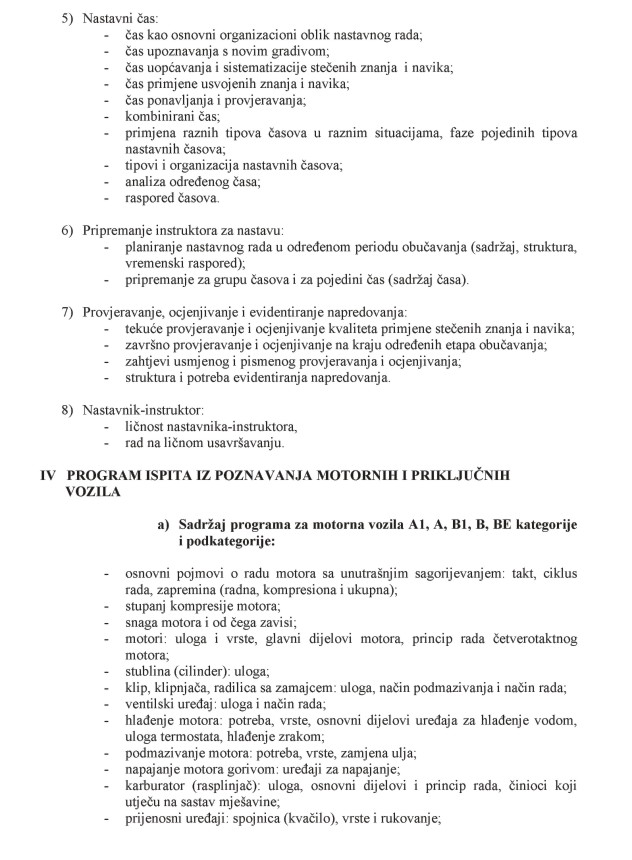 5) Nastavni čas:
- čas kao osnovni organizacioni oblik nastavnog rada;
- čas upoznavanja s novim gradivom;
- čas uopćavanja i sistematizacije stečenih znanja i navika;
- čas primjene usvojenih znanja i navika;
- čas ponavljanja i provjeravanja;
- kombinirani čas;
- primjena raznih tipova časova u raznim situacijama, faze pojedinih tipova
nastavnih časova;
- tipovi i organizacija nastavnih časova;
- analiza određenog časa;
- raspored časova.
6) Pripremanje instruktora za nastavu:
- planiranje nastavnog rada u određenom periodu obučavanja (sadržaj, struktura,
vremenski raspored);
- pripremanje za grupu časova i za pojedini čas (sadržaj časa).
7) Provjeravanje, ocjenjivanje i evidentiranje napredovanja:
- tekuće provjeravanje i ocjenjivanje kvaliteta primjene stečenih znanja i navika;
- završno provjeravanje i ocjenjivanje na kraju određenih etapa obučavanja;
- zahtjevi usmjenog i pismenog provjeravanja i ocjenjivanja;
- struktura i potreba evidentiranja napredovanja.
8) Nastavnik-instruktor:
- ličnost nastavnika-instruktora,
- rad na ličnom usavršavanju.
IV PROGRAM ISPITA IZ POZNAVANJA MOTORNIH I PRIKLJUČNIH
VOZILA
a) Sadržaj programa za motorna vozila A1, A, B1, B, BE kategorije
i podkategorije:
- osnovni pojmovi o radu motora sa unutrašnjim sagorijevanjem: takt, ciklus
rada, zapremina (radna, kompresiona i ukupna);
- stupanj kompresije motora;
- snaga motora i od čega zavisi;
- motori: uloga i vrste, glavni dijelovi motora, princip rada četverotaktnog
motora;
- stublina (cilinder): uloga;
- klip, klipnjača, radilica sa zamajcem: uloga, način podmazivanja i način rada;
- ventilski uređaj: uloga i način rada;
- hlađenje motora: potreba, vrste, osnovni dijelovi uređaja za hlađenje vodom,
uloga termostata, hlađenje zrakom;
- podmazivanje motora: potreba, vrste, zamjena ulja;
- napajanje motora gorivom: uređaji za napajanje;
- karburator (rasplinjač): uloga, osnovni dijelovi i princip rada, činioci koji
utječu na sastav mješavine;
- prijenosni uređaji: spojnica (kvačilo), vrste i rukovanje;